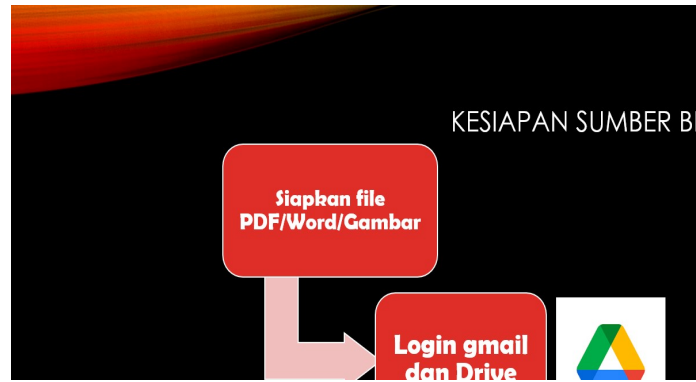 KESIAPAN SUMBER
Siapkan file
PDF/Word/Gambar
Login gmail
dan Drive